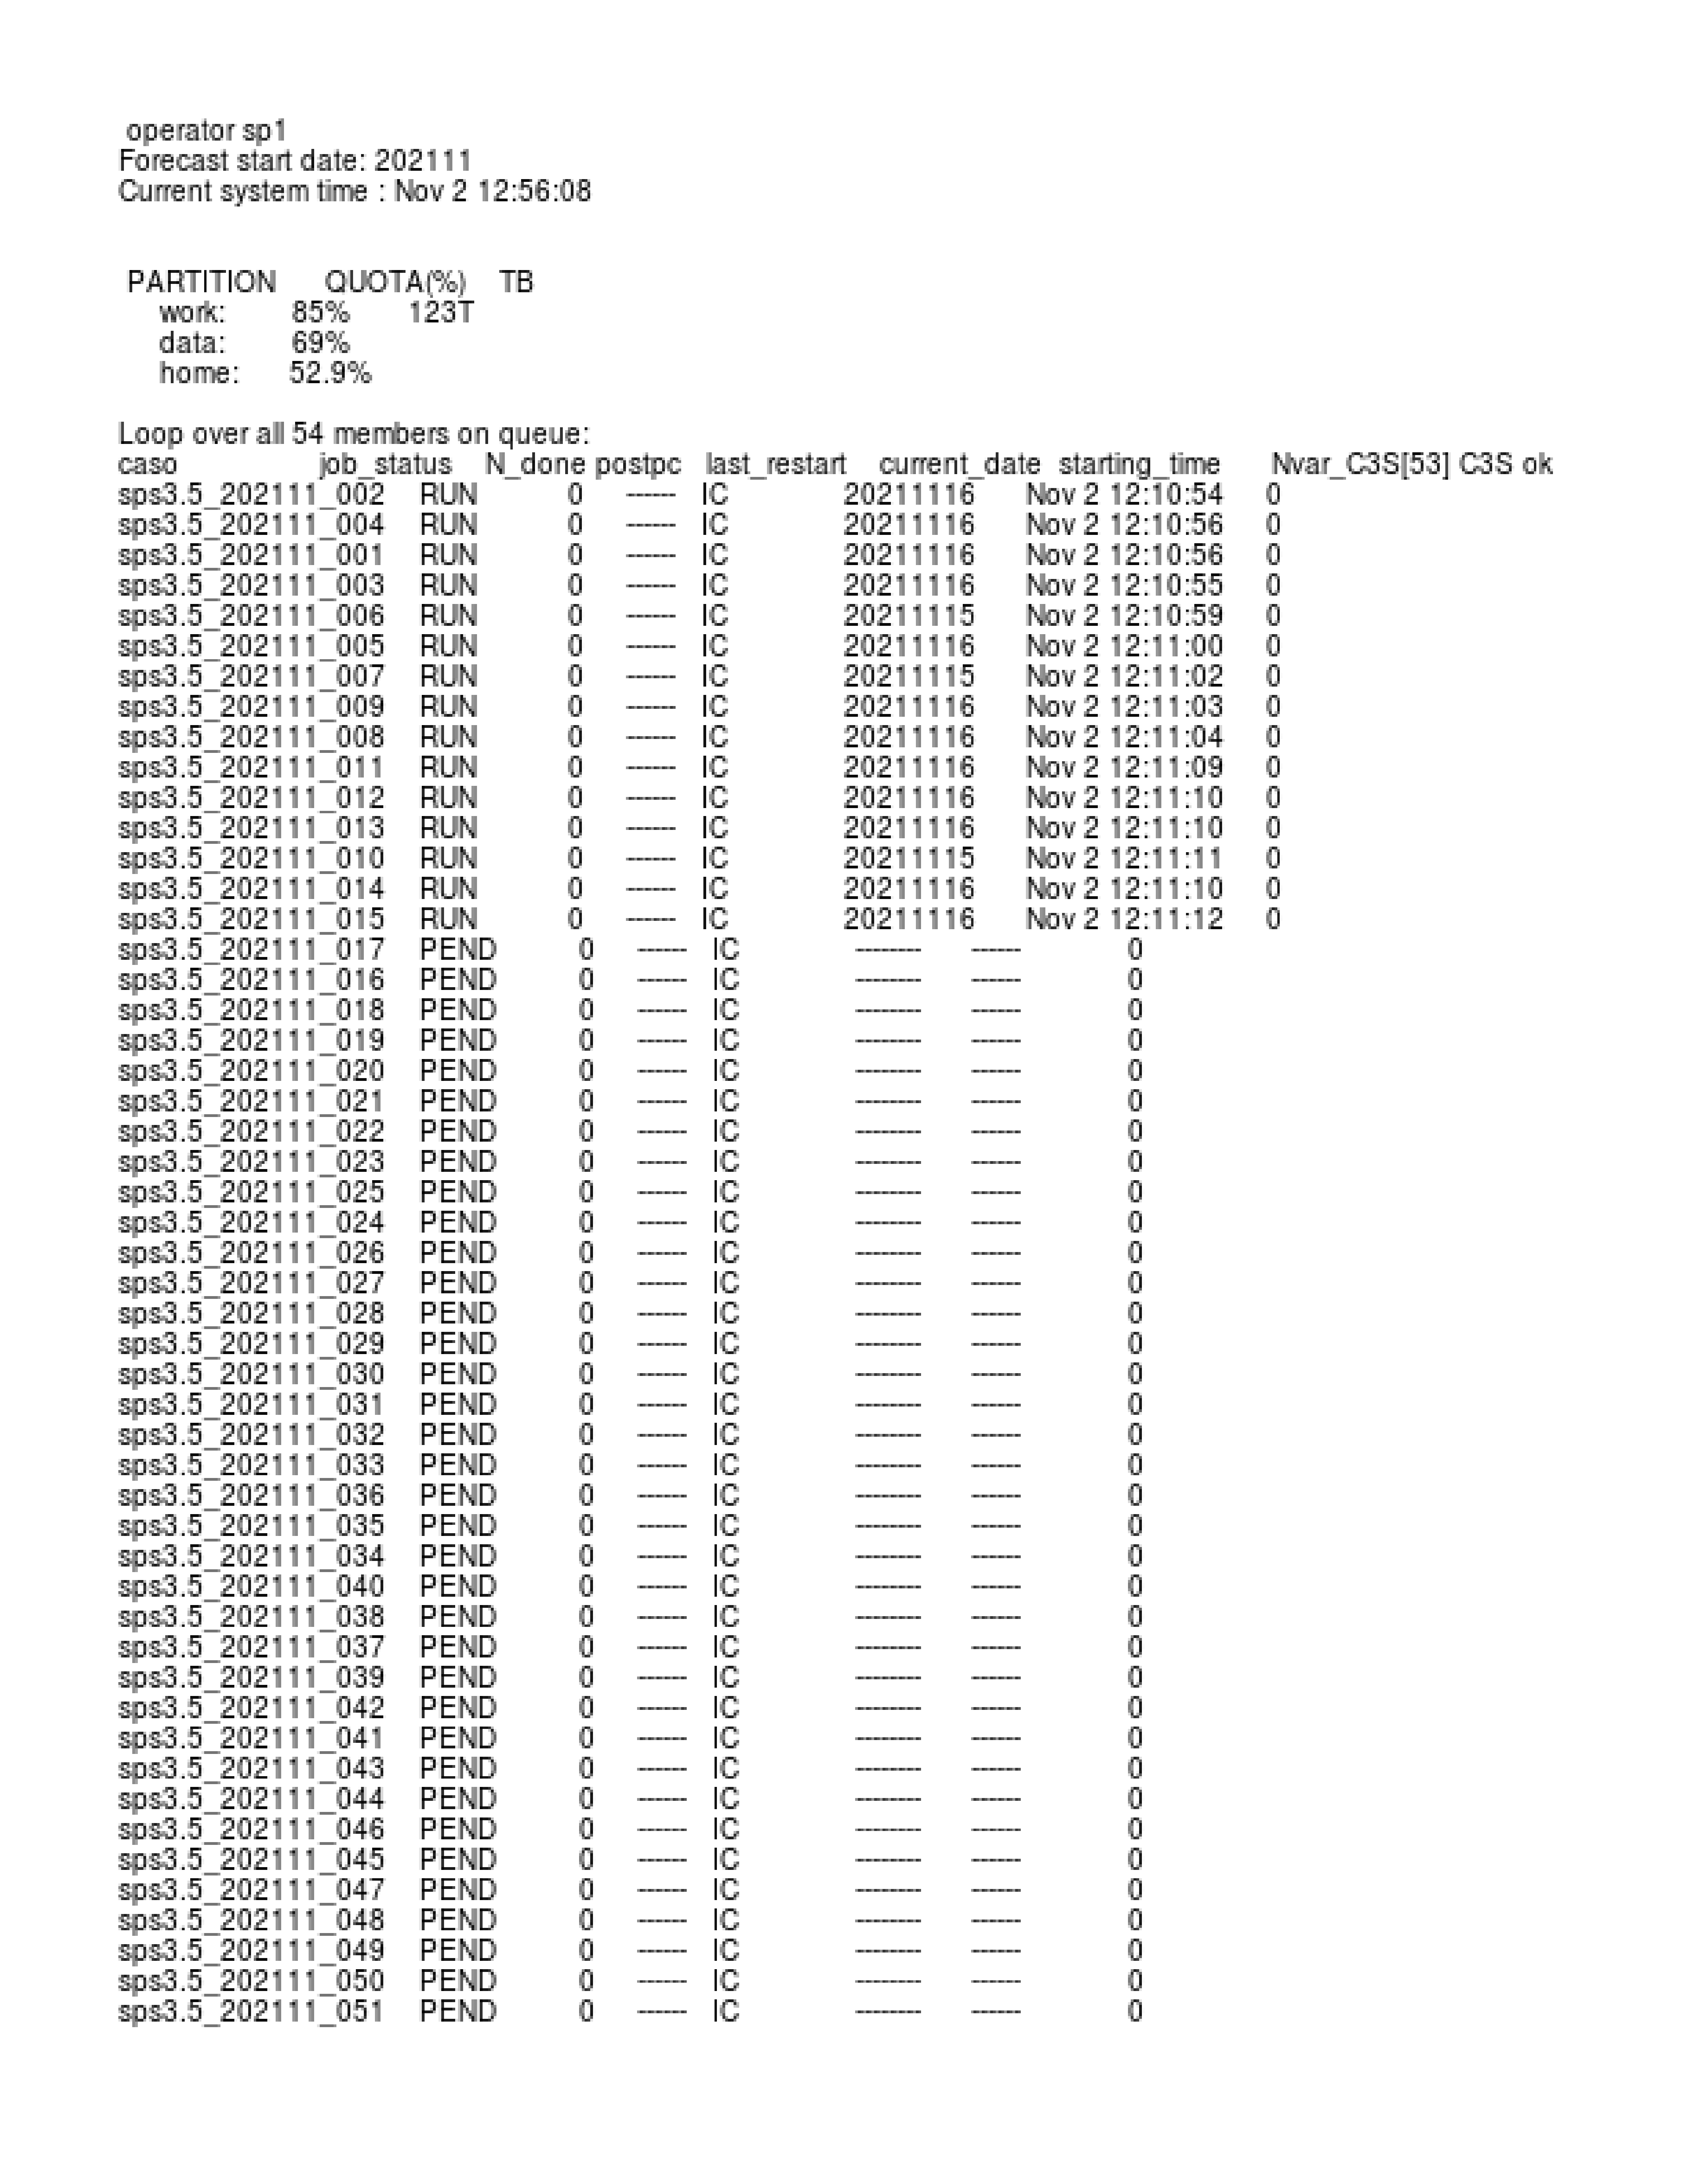 operator sp1
Forecast start date: 202111
Current system time : Nov 2 12:56:08
PARTITION QUOTA(%) TB
work: 85% 123T
data: 69%
home: 52.9%
Loop over all 54 members on queue:
caso job_status N_done postpc last_restart current_date starting_time Nvar_C3S[53] C3S ok
sps3.5_202111_002 RUN 0 ------ IC 20211116 Nov 2 12:10:54 0
sps3.5_202111_004 RUN 0 ------ IC 20211116 Nov 2 12:10:56 0
sps3.5_202111_001 RUN 0 ------ IC 20211116 Nov 2 12:10:56 0
sps3.5_202111_003 RUN 0 ------ IC 20211116 Nov 2 12:10:55 0
sps3.5_202111_006 RUN 0 ------ IC 20211115 Nov 2 12:10:59 0
sps3.5_202111_005 RUN 0 ------ IC 20211116 Nov 2 12:11:00 0
sps3.5_202111_007 RUN 0 ------ IC 20211115 Nov 2 12:11:02 0
sps3.5_202111_009 RUN 0 ------ IC 20211116 Nov 2 12:11:03 0
sps3.5_202111_008 RUN 0 ------ IC 20211116 Nov 2 12:11:04 0
sps3.5_202111_011 RUN 0 ------ IC 20211116 Nov 2 12:11:09 0
sps3.5_202111_012 RUN 0 ------ IC 20211116 Nov 2 12:11:10 0
sps3.5_202111_013 RUN 0 ------ IC 20211116 Nov 2 12:11:10 0
sps3.5_202111_010 RUN 0 ------ IC 20211115 Nov 2 12:11:11 0
sps3.5_202111_014 RUN 0 ------ IC 20211116 Nov 2 12:11:10 0
sps3.5_202111_015 RUN 0 ------ IC 20211116 Nov 2 12:11:12 0
sps3.5_202111_017 PEND 0 ------ IC -------- ------ 0
sps3.5_202111_016 PEND 0 ------ IC -------- ------ 0
sps3.5_202111_018 PEND 0 ------ IC -------- ------ 0
sps3.5_202111_019 PEND 0 ------ IC -------- ------ 0
sps3.5_202111_020 PEND 0 ------ IC -------- ------ 0
sps3.5_202111_021 PEND 0 ------ IC -------- ------ 0
sps3.5_202111_022 PEND 0 ------ IC -------- ------ 0
sps3.5_202111_023 PEND 0 ------ IC -------- ------ 0
sps3.5_202111_025 PEND 0 ------ IC -------- ------ 0
sps3.5_202111_024 PEND 0 ------ IC -------- ------ 0
sps3.5_202111_026 PEND 0 ------ IC -------- ------ 0
sps3.5_202111_027 PEND 0 ------ IC -------- ------ 0
sps3.5_202111_028 PEND 0 ------ IC -------- ------ 0
sps3.5_202111_029 PEND 0 ------ IC -------- ------ 0
sps3.5_202111_030 PEND 0 ------ IC -------- ------ 0
sps3.5_202111_031 PEND 0 ------ IC -------- ------ 0
sps3.5_202111_032 PEND 0 ------ IC -------- ------ 0
sps3.5_202111_033 PEND 0 ------ IC -------- ------ 0
sps3.5_202111_036 PEND 0 ------ IC -------- ------ 0
sps3.5_202111_035 PEND 0 ------ IC -------- ------ 0
sps3.5_202111_034 PEND 0 ------ IC -------- ------ 0
sps3.5_202111_040 PEND 0 ------ IC -------- ------ 0
sps3.5_202111_038 PEND 0 ------ IC -------- ------ 0
sps3.5_202111_037 PEND 0 ------ IC -------- ------ 0
sps3.5_202111_039 PEND 0 ------ IC -------- ------ 0
sps3.5_202111_042 PEND 0 ------ IC -------- ------ 0
sps3.5_202111_041 PEND 0 ------ IC -------- ------ 0
sps3.5_202111_043 PEND 0 ------ IC -------- ------ 0
sps3.5_202111_044 PEND 0 ------ IC -------- ------ 0
sps3.5_202111_046 PEND 0 ------ IC -------- ------ 0
sps3.5_202111_045 PEND 0 ------ IC -------- ------ 0
sps3.5_202111_047 PEND 0 ------ IC -------- ------ 0
sps3.5_202111_048 PEND 0 ------ IC -------- ------ 0
sps3.5_202111_049 PEND 0 ------ IC -------- ------ 0
sps3.5_202111_050 PEND 0 ------ IC -------- ------ 0
sps3.5_202111_051 PEND 0 ------ IC -------- ------ 0